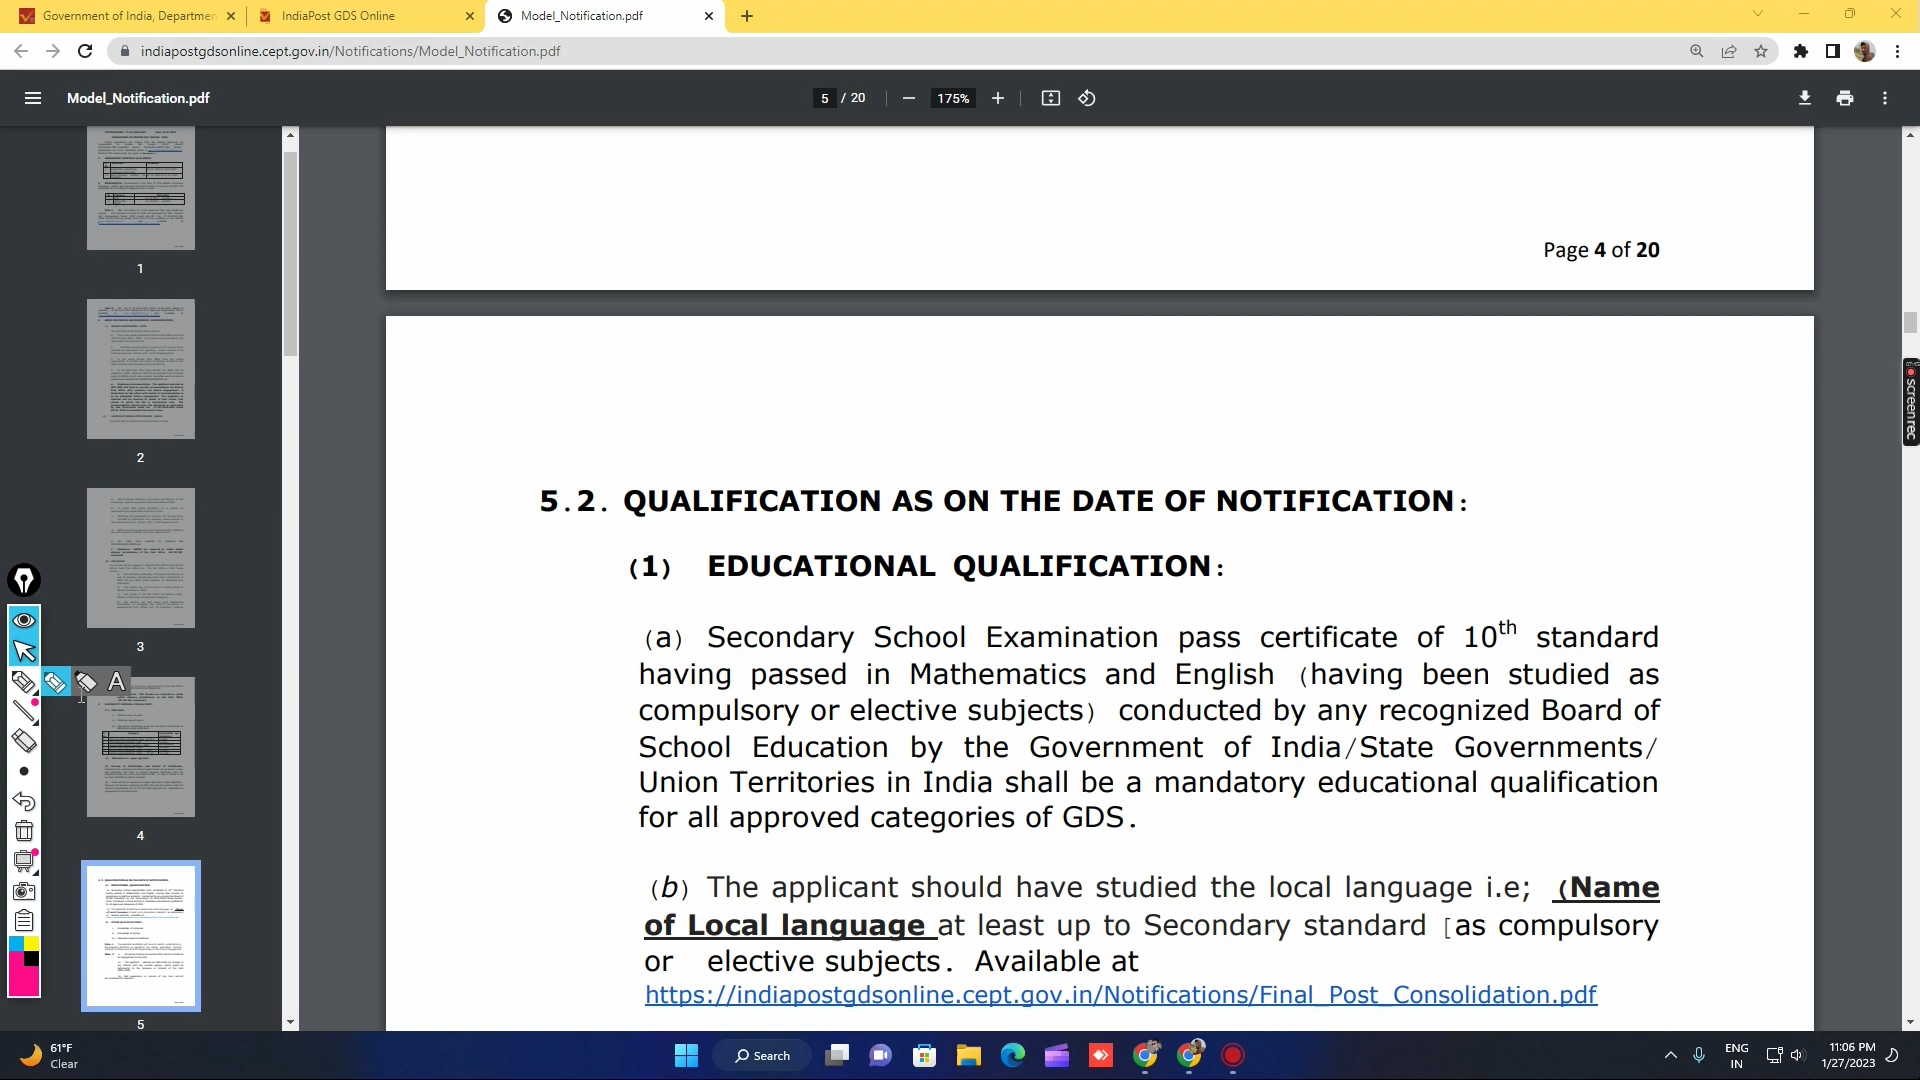 Government of India, Departmen
IndiaPost GDS Online
Model_Notification.pdf
indiapostgdsonline.cept.gov.in/Notifications/Model_Notification.pdf
Model_Notification.pdf
5 / 20
175%
1
2
3
4
5
Page 4 of 20
5.2. QUALIFICATION AS ON THE DATE OF NOTIFICATION:
(1) EDUCATIONAL QUALIFICATION:
(a) Secondary School Examination pass certificate of 10th standard
having passed in Mathematics and English (having been studied as
compulsory or elective subjects) conducted by any recognized Board of
School Education by the Government of India/State Governments/
Union Territories in India shall be a mandatory educational qualification
for all approved categories of GDS.
(b) The applicant should have studied the local language i.e; (Name
of Local language at least up to Secondary standard [as compulsory
or elective subjects. Available at
https://indiapostgdsonline.cept.gov.in/Notifications/Final_Post_Consolidation.pdf
screenrec
A
61°F
Clear
Search
ENG
IN
11:06 PM
1/27/2023